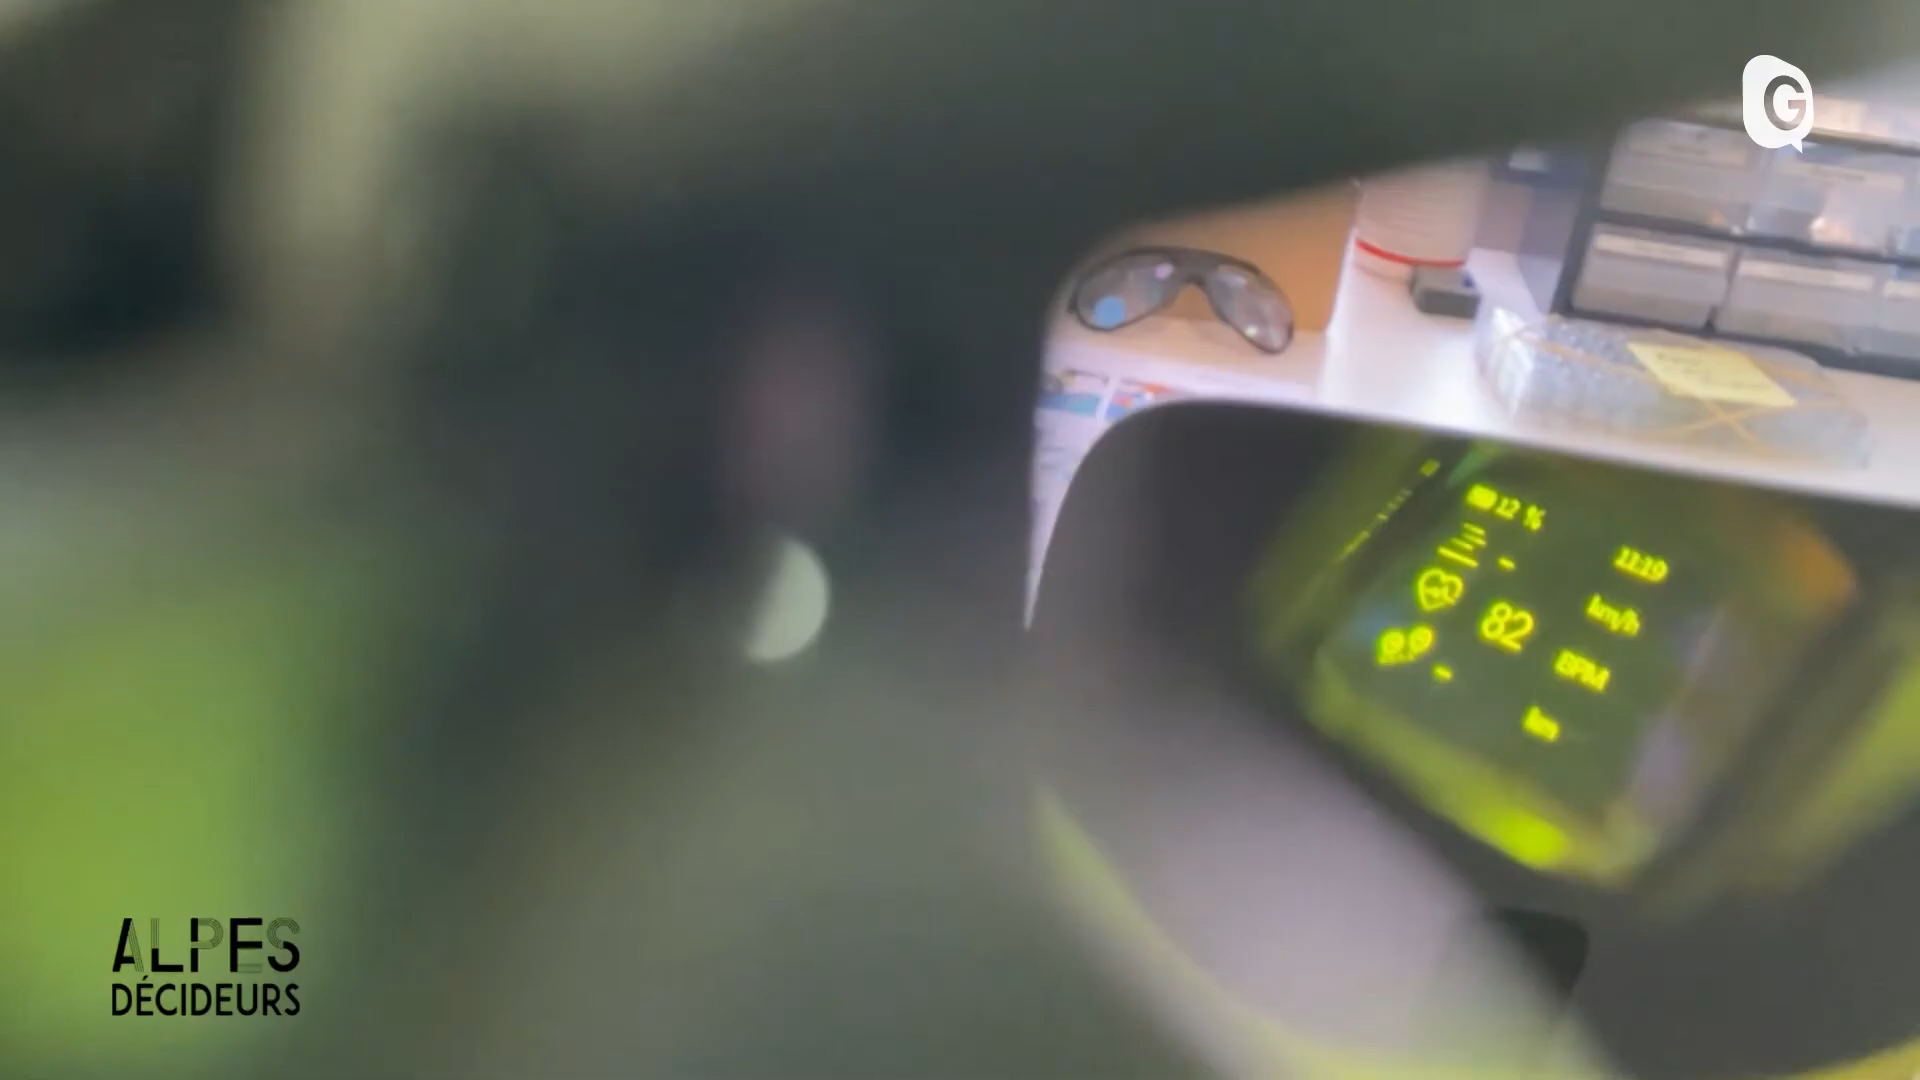 G
12 %
11:19
- km/h
82 BPM
- km
ALPES
DÉCIDEURS